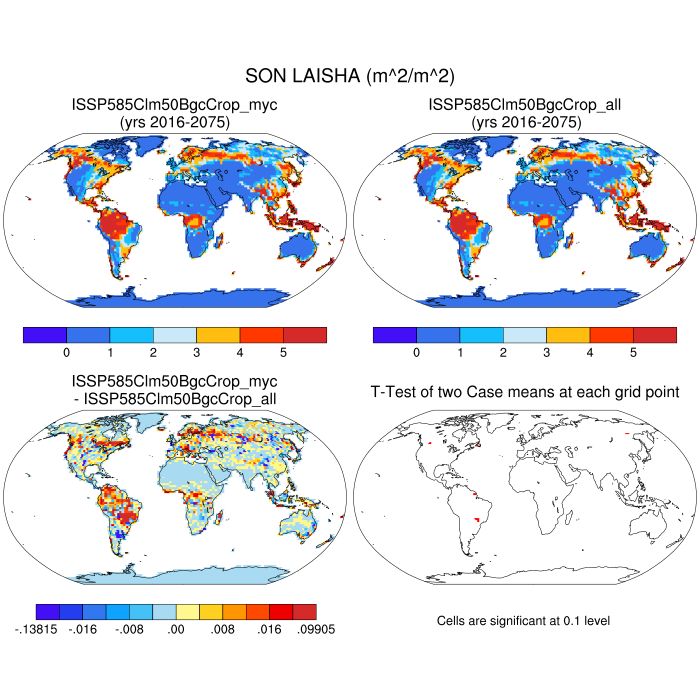 SON LAISHA (m^2/m^2)
ISSP585Clm50BgcCrop_myc
(yrs 2016-2075)
ISSP585Clm50BgcCrop_all
(yrs 2016-2075)
0 1 2 3 4 5
0 1 2 3 4 5
ISSP585Clm50BgcCrop_myc
- ISSP585Clm50BgcCrop_all
T-Test of two Case means at each grid point
-.13815 -.016 -.008 .00 .008 .016 .09905
Cells are significant at 0.1 level